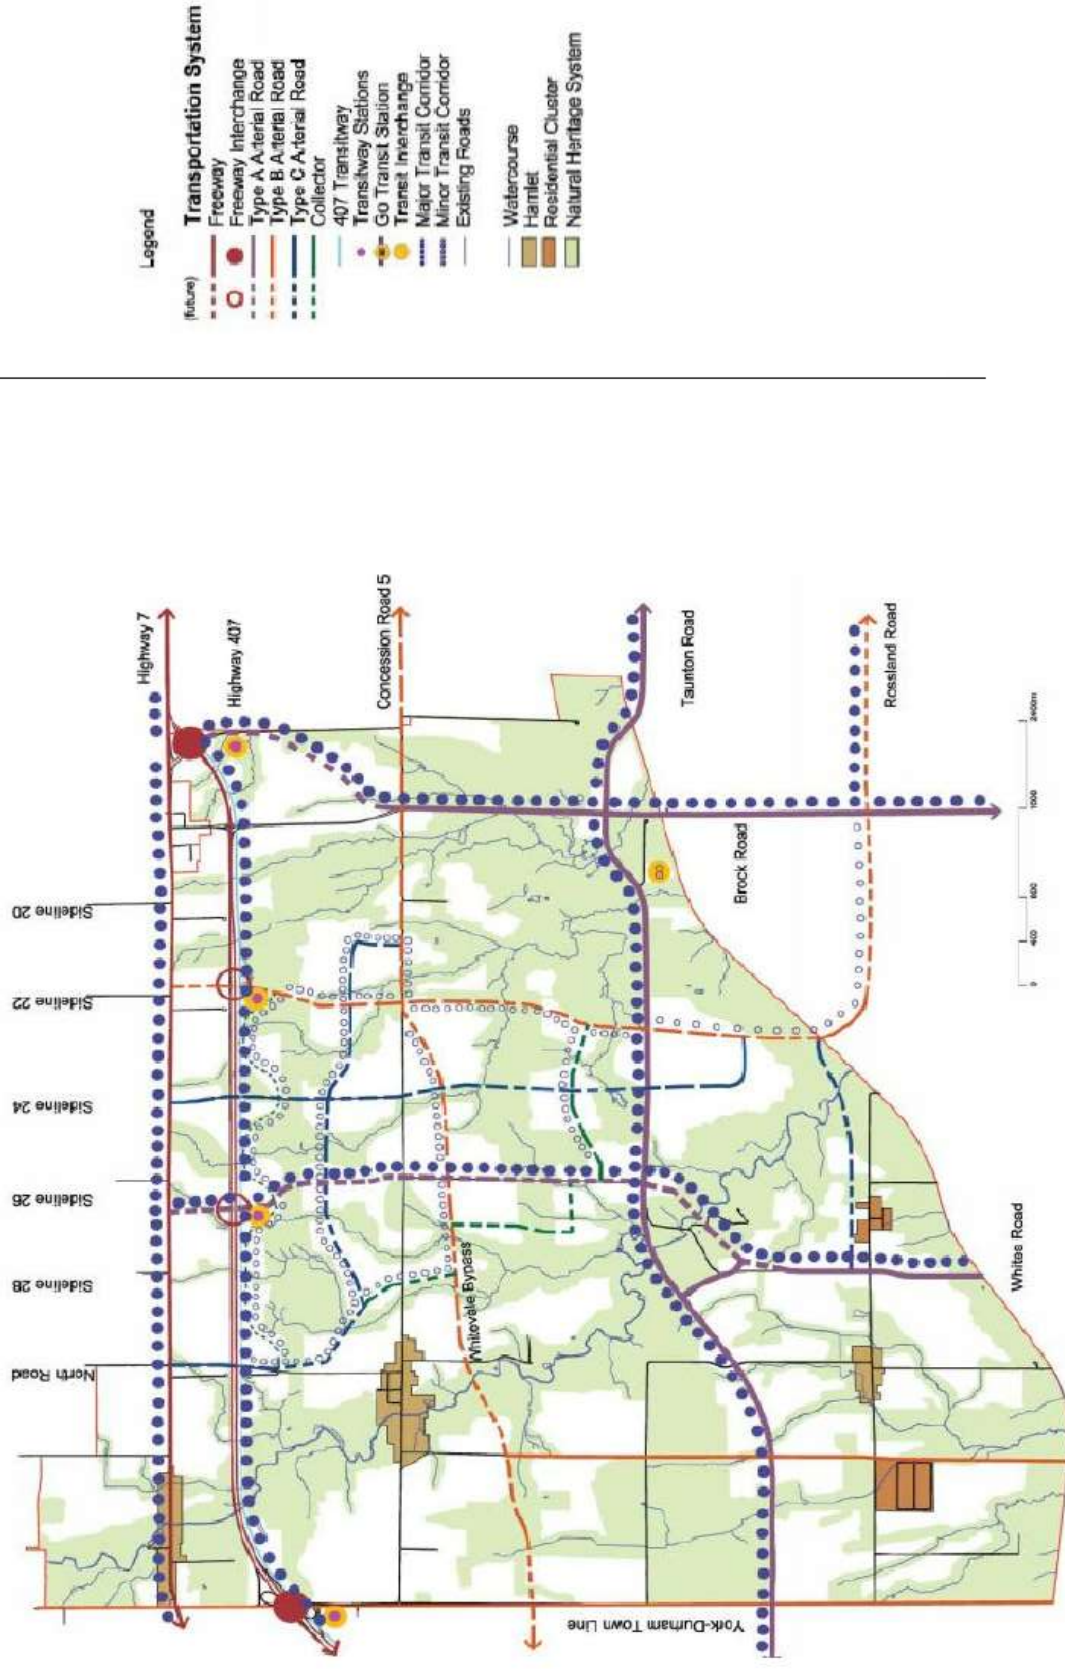 Legend
(future)
Transportation System
Freeway
Freeway Interchange
Type A Arterial Road
Type B Arterial Road
Type C Arterial Road
Collector
407 Transitway
Transitway Stations
Go Transit Station
Transit Interchange
Major Transit Corridor
Minor Transit Corridor
Existing Roads
Watercourse
Hamlet
Residential Cluster
Natural Heritage System
North Road
Sideline 28
Sideline 26
Sideline 24
Sideline 22
Sideline 20
Highway 7
Highway 407
Concession Road 5
Whitevale Bypass
Taunton Road
York-Durham Town Line
Brock Road
Rossland Road
Whites Road
0
400